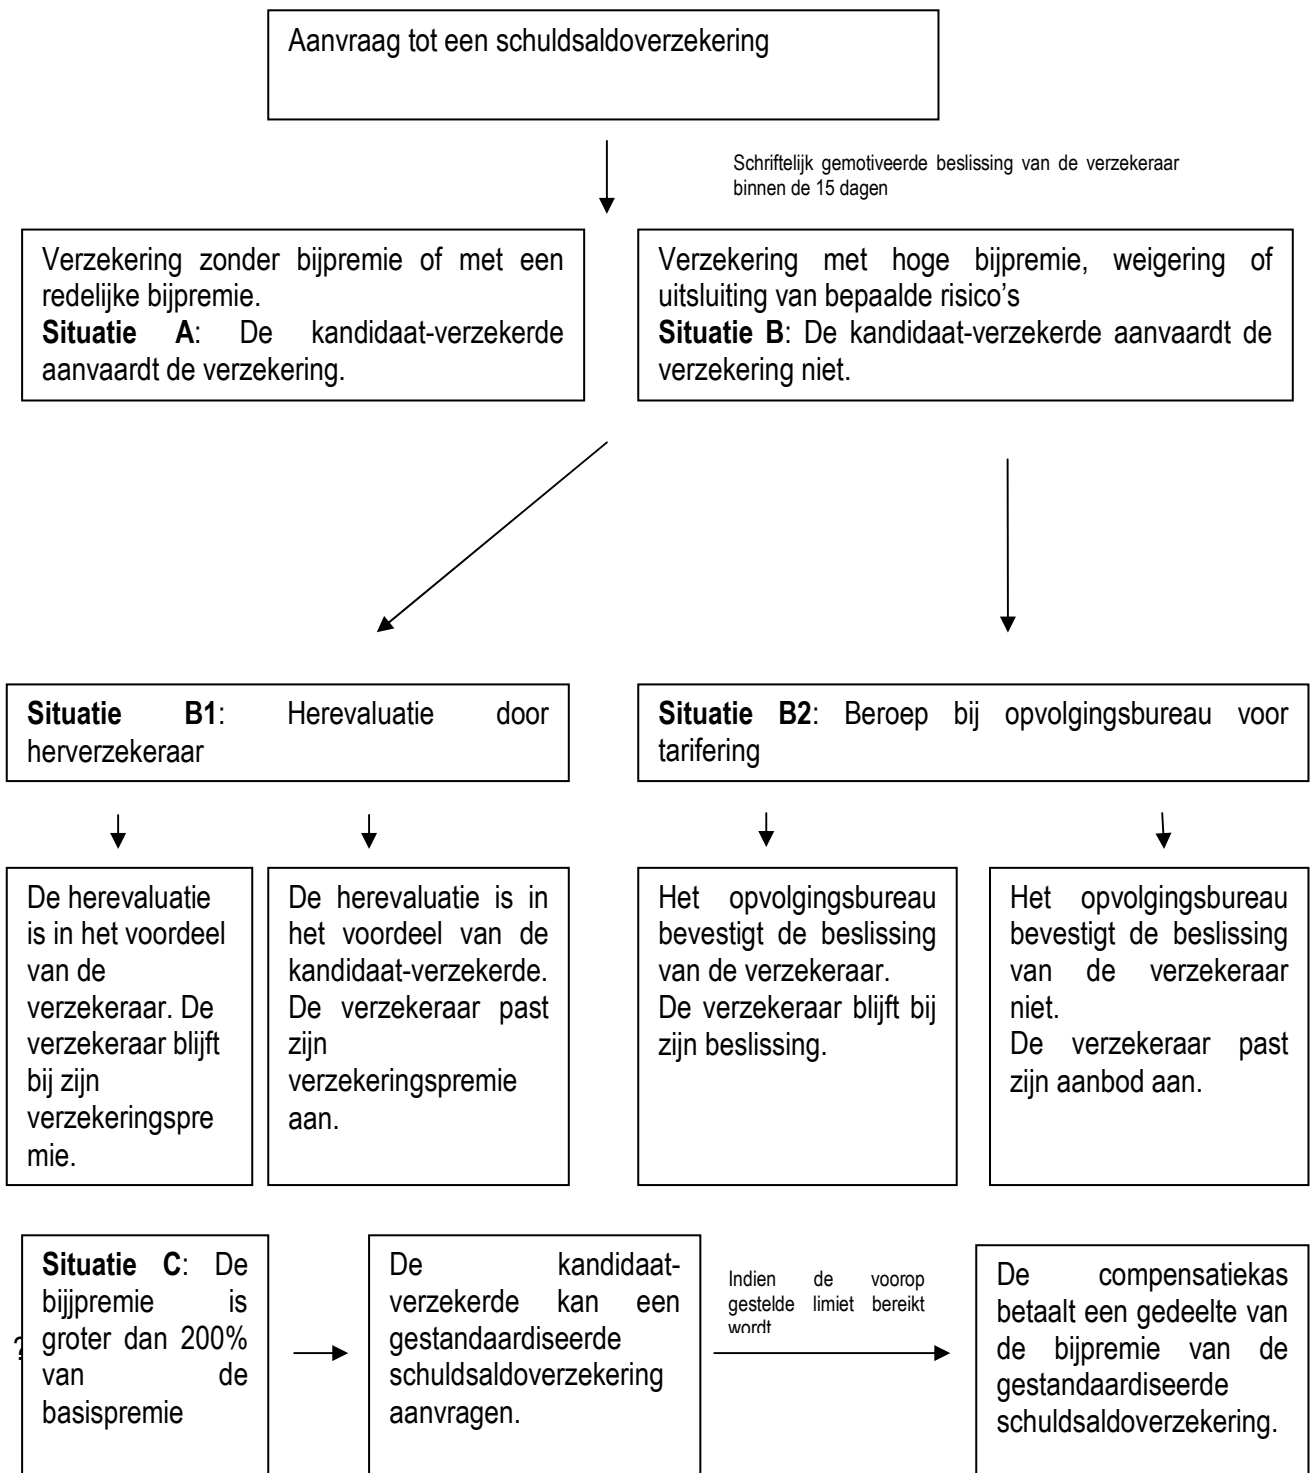 Aanvraag tot een schuldsaldoverzekering
Schriftelijk gemotiveerde beslissing van de verzekeraar
binnen de 15 dagen
Verzekering zonder bijpremie of met een
redelijke bijpremie.
Situatie A: De kandidaat-verzekerde
aanvaardt de verzekering.
Verzekering met hoge bijpremie, weigering of
uitsluiting van bepaalde risico's
Situatie B: De kandidaat-verzekerde aanvaardt de
verzekering niet.
Situatie B1: Herevaluatie door
herverzekeraar
Situatie B2: Beroep bij opvolgingsbureau voor
tarifering
De herevaluatie
is in het voordeel
van de
verzekeraar. De
verzekeraar blijft
bij zijn
verzekeringspre
mie.
De herevaluatie is in
het voordeel van de
kandidaat-verzekerde.
De verzekeraar past
zijn
verzekeringspremie
aan.
Het opvolgingsbureau
bevestigt de beslissing
van de verzekeraar.
De verzekeraar blijft bij
zijn beslissing.
Het opvolgingsbureau
bevestigt de beslissing
van de verzekeraar
niet.
De verzekeraar past
zijn aanbod aan.
?
Situatie C: De
bijjpremie is
groter dan 200%
van de
basispremie
De kandidaat-
verzekerde kan een
gestandaardiseerde
schuldsaldoverzekering
aanvragen.
Indien de voorop
gestelde limiet bereikt
wordt
De compensatiekas
betaalt een gedeelte van
de bijpremie van de
gestandaardiseerde
schuldsaldoverzekering.